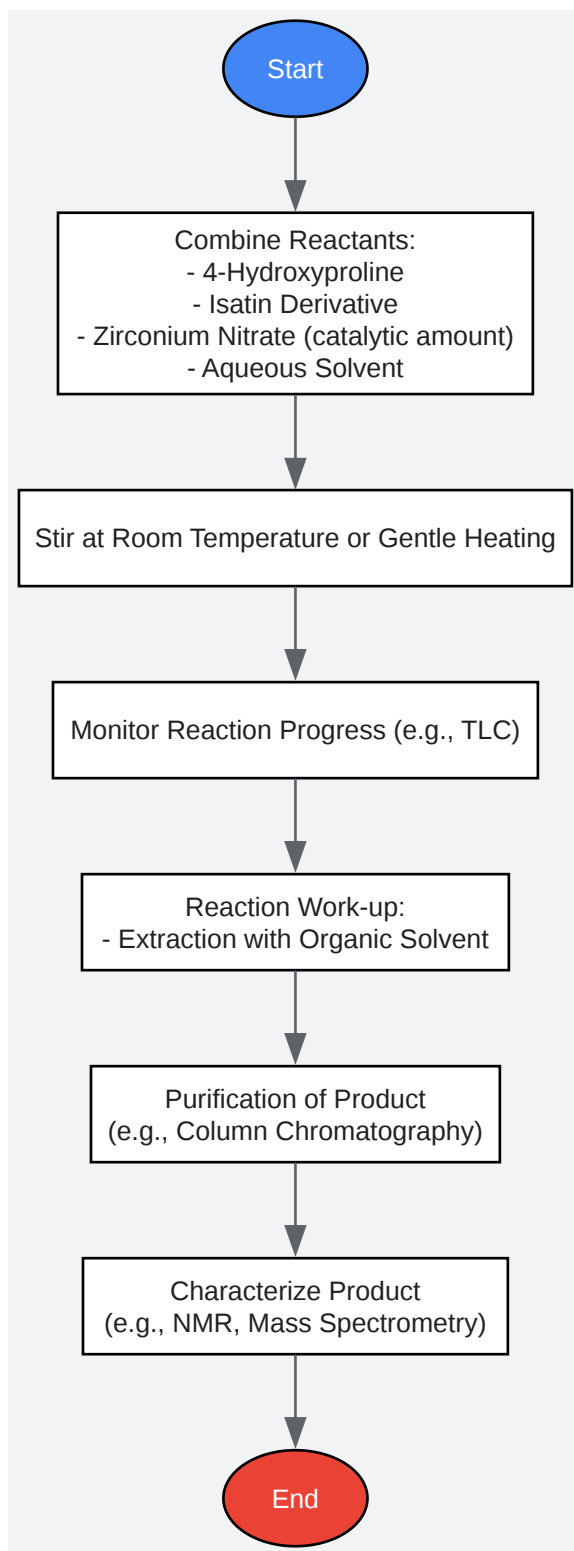 Start
Combine Reactants:
- 4-Hydroxyproline
- Isatin Derivative
- Zirconium Nitrate (catalytic amount)
- Aqueous Solvent
Stir at Room Temperature or Gentle Heating
Monitor Reaction Progress (e.g., TLC)
Reaction Work-up:
- Extraction with Organic Solvent
Purification of Product
(e.g., Column Chromatography)
Characterize Product
(e.g., NMR, Mass Spectrometry)
End